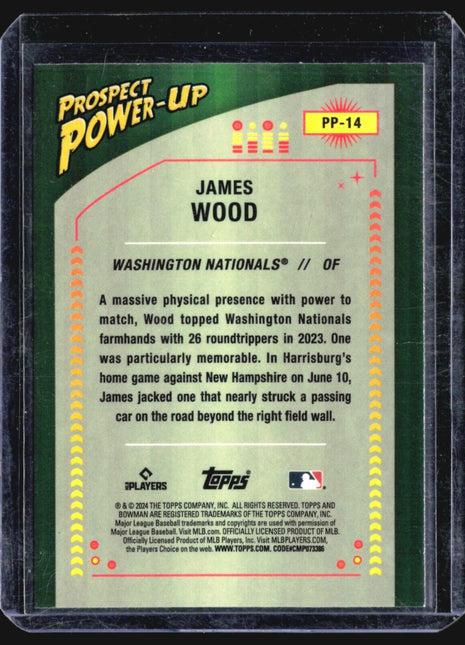 PROSPECT
POWER-UP
PP-14
JAMES
WOOD
WASHINGTON NATIONALS® // OF
A massive physical presence with power to
match, Wood topped Washington Nationals
farmhands with 26 roundtrippers in 2023. One
was particularly memorable. In Harrisburg's
home game against New Hampshire on June 10,
James jacked one that nearly struck a passing
car on the road beyond the right field wall.
MLB PLAYERS
Topps®
® & © 2024 THE TOPPS COMPANY, INC. ALL RIGHTS RESERVED. TOPPS AND
BOWMAN ARE REGISTERED TRADEMARKS OF THE TOPPS COMPANY, INC.
Major League Baseball trademarks and copyrights are used with permission of
Major League Baseball. Visit MLB.com. OFFICIALLY LICENSED PRODUCT OF MLB.
Officially Licensed Product of MLB Players, Inc. Visit MLBPLAYERS.COM,
the Players Choice on the web. WWW.TOPPS.COM. CODE#CMP073386